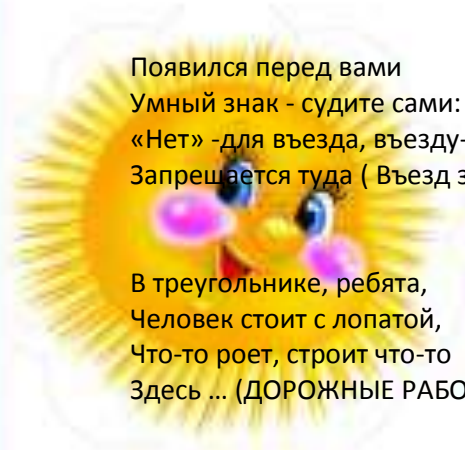 Появился перед вами
Умный знак - судите сами:
«Нет» -для въезда, въезду-
Запрещается туда ( Въезд з
В треугольнике, ребята,
Человек стоит с лопатой,
Что-то роет, строит что-то
Здесь … (ДОРОЖНЫЕ РАБО